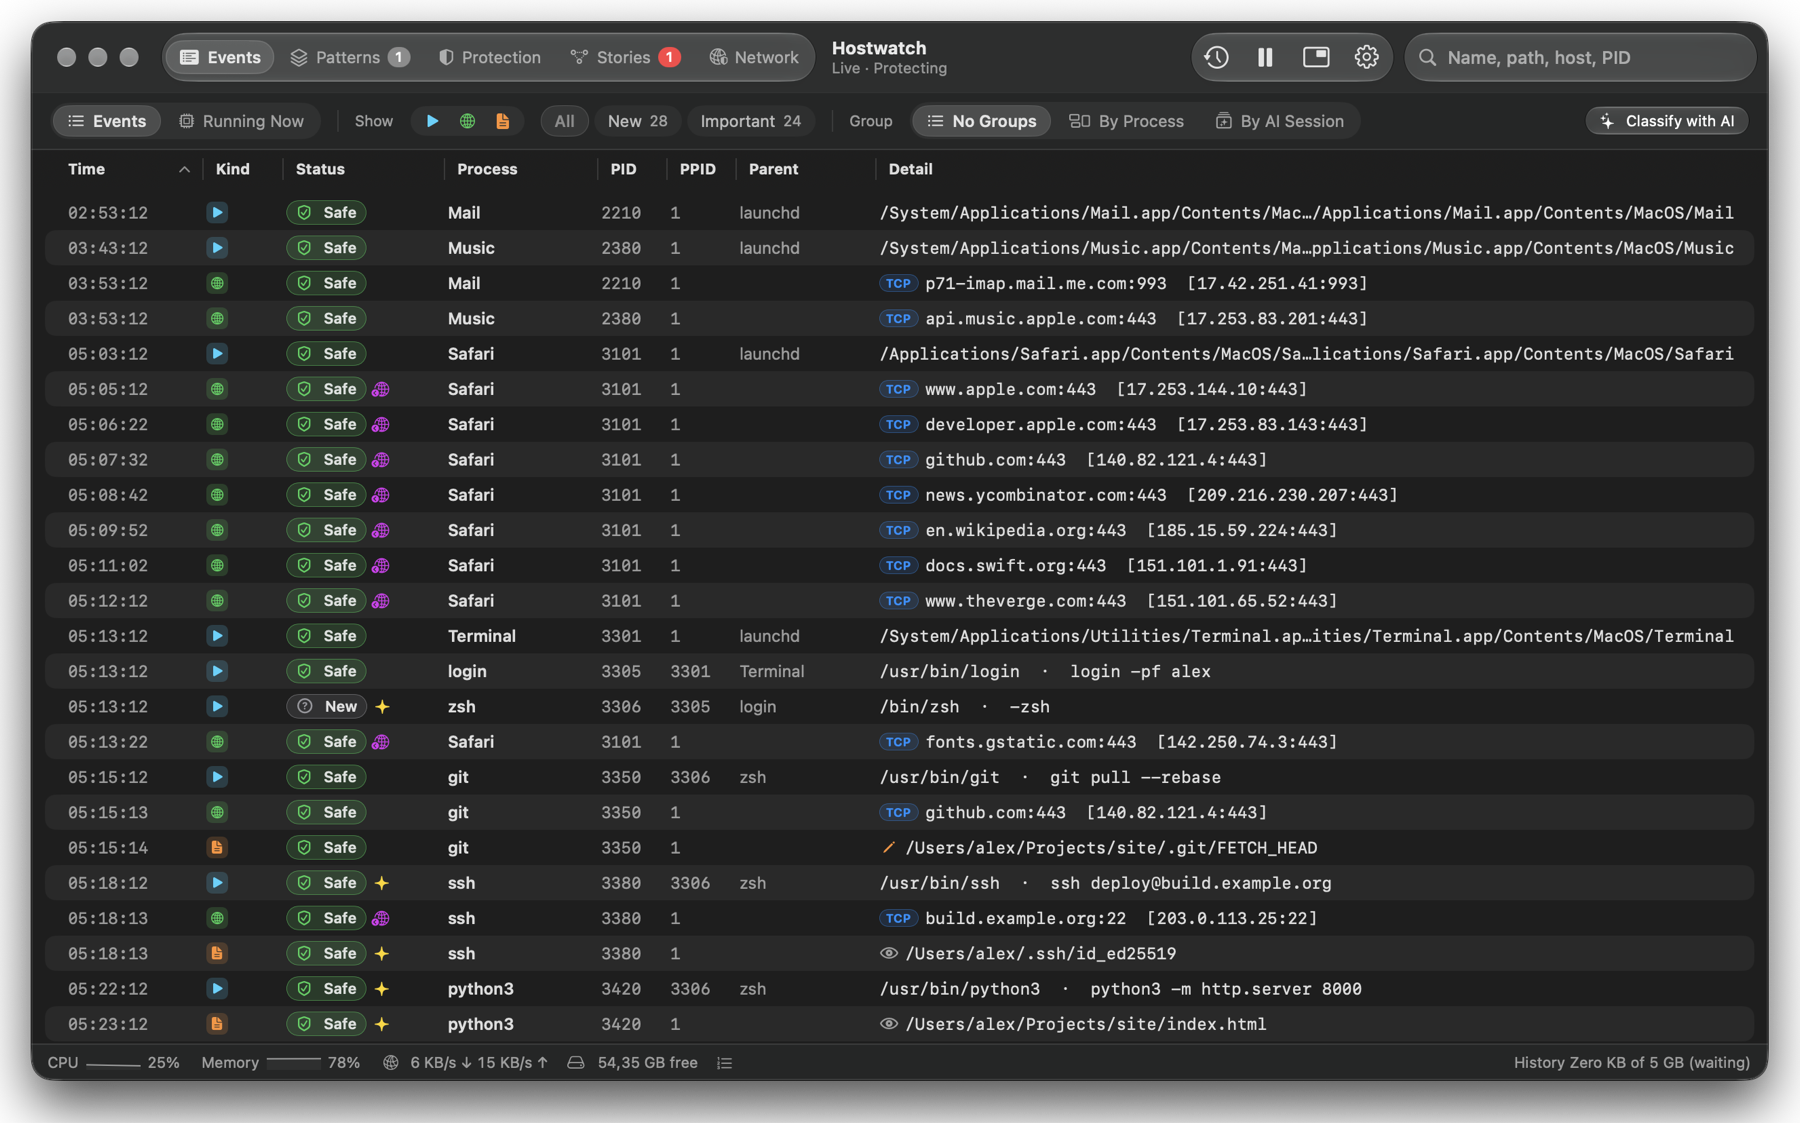 Events Patterns 1 Protection Stories 1 Network
Hostwatch
Live · Protecting
Name, path, host, PID
Events Running Now Show All New 28 Important 24 Group No Groups By Process By AI Session Classify with AI
Time Kind Status Process PID PPID Parent Detail
02:53:12 Safe Mail 2210 1 launchd /System/Applications/Mail.app/Contents/Mac…/Applications/Mail.app/Contents/MacOS/Mail
03:43:12 Safe Music 2380 1 launchd /System/Applications/Music.app/Contents/Ma…pplications/Music.app/Contents/MacOS/Music
03:53:12 Safe Mail 2210 1 TCP p71-imap.mail.me.com:993 [17.42.251.41:993]
03:53:12 Safe Music 2380 1 TCP api.music.apple.com:443 [17.253.83.201:443]
05:03:12 Safe Safari 3101 1 launchd /Applications/Safari.app/Contents/MacOS/Sa…lications/Safari.app/Contents/MacOS/Safari
05:05:12 Safe Safari 3101 1 TCP www.apple.com:443 [17.253.144.10:443]
05:06:22 Safe Safari 3101 1 TCP developer.apple.com:443 [17.253.83.143:443]
05:07:32 Safe Safari 3101 1 TCP github.com:443 [140.82.121.4:443]
05:08:42 Safe Safari 3101 1 TCP news.ycombinator.com:443 [209.216.230.207:443]
05:09:52 Safe Safari 3101 1 TCP en.wikipedia.org:443 [185.15.59.224:443]
05:11:02 Safe Safari 3101 1 TCP docs.swift.org:443 [151.101.1.91:443]
05:12:12 Safe Safari 3101 1 TCP www.theverge.com:443 [151.101.65.52:443]
05:13:12 Safe Terminal 3301 1 launchd /System/Applications/Utilities/Terminal.ap…ities/Terminal.app/Contents/MacOS/Terminal
05:13:12 Safe login 3305 3301 Terminal /usr/bin/login · login -pf alex
05:13:12 New zsh 3306 3305 login /bin/zsh · -zsh
05:13:22 Safe Safari 3101 1 TCP fonts.gstatic.com:443 [142.250.74.3:443]
05:15:12 Safe git 3350 3306 zsh /usr/bin/git · git pull --rebase
05:15:13 Safe git 3350 1 TCP github.com:443 [140.82.121.4:443]
05:15:14 Safe git 3350 1 /Users/alex/Projects/site/.git/FETCH_HEAD
05:18:12 Safe ssh 3380 3306 zsh /usr/bin/ssh · ssh deploy@build.example.org
05:18:13 Safe ssh 3380 1 TCP build.example.org:22 [203.0.113.25:22]
05:18:13 Safe ssh 3380 1 /Users/alex/.ssh/id_ed25519
05:22:12 Safe python3 3420 3306 zsh /usr/bin/python3 · python3 -m http.server 8000
05:23:12 Safe python3 3420 1 /Users/alex/Projects/site/index.html
CPU 25% Memory 78% 6 KB/s ↓ 15 KB/s ↑ 54,35 GB free History Zero KB of 5 GB (waiting)